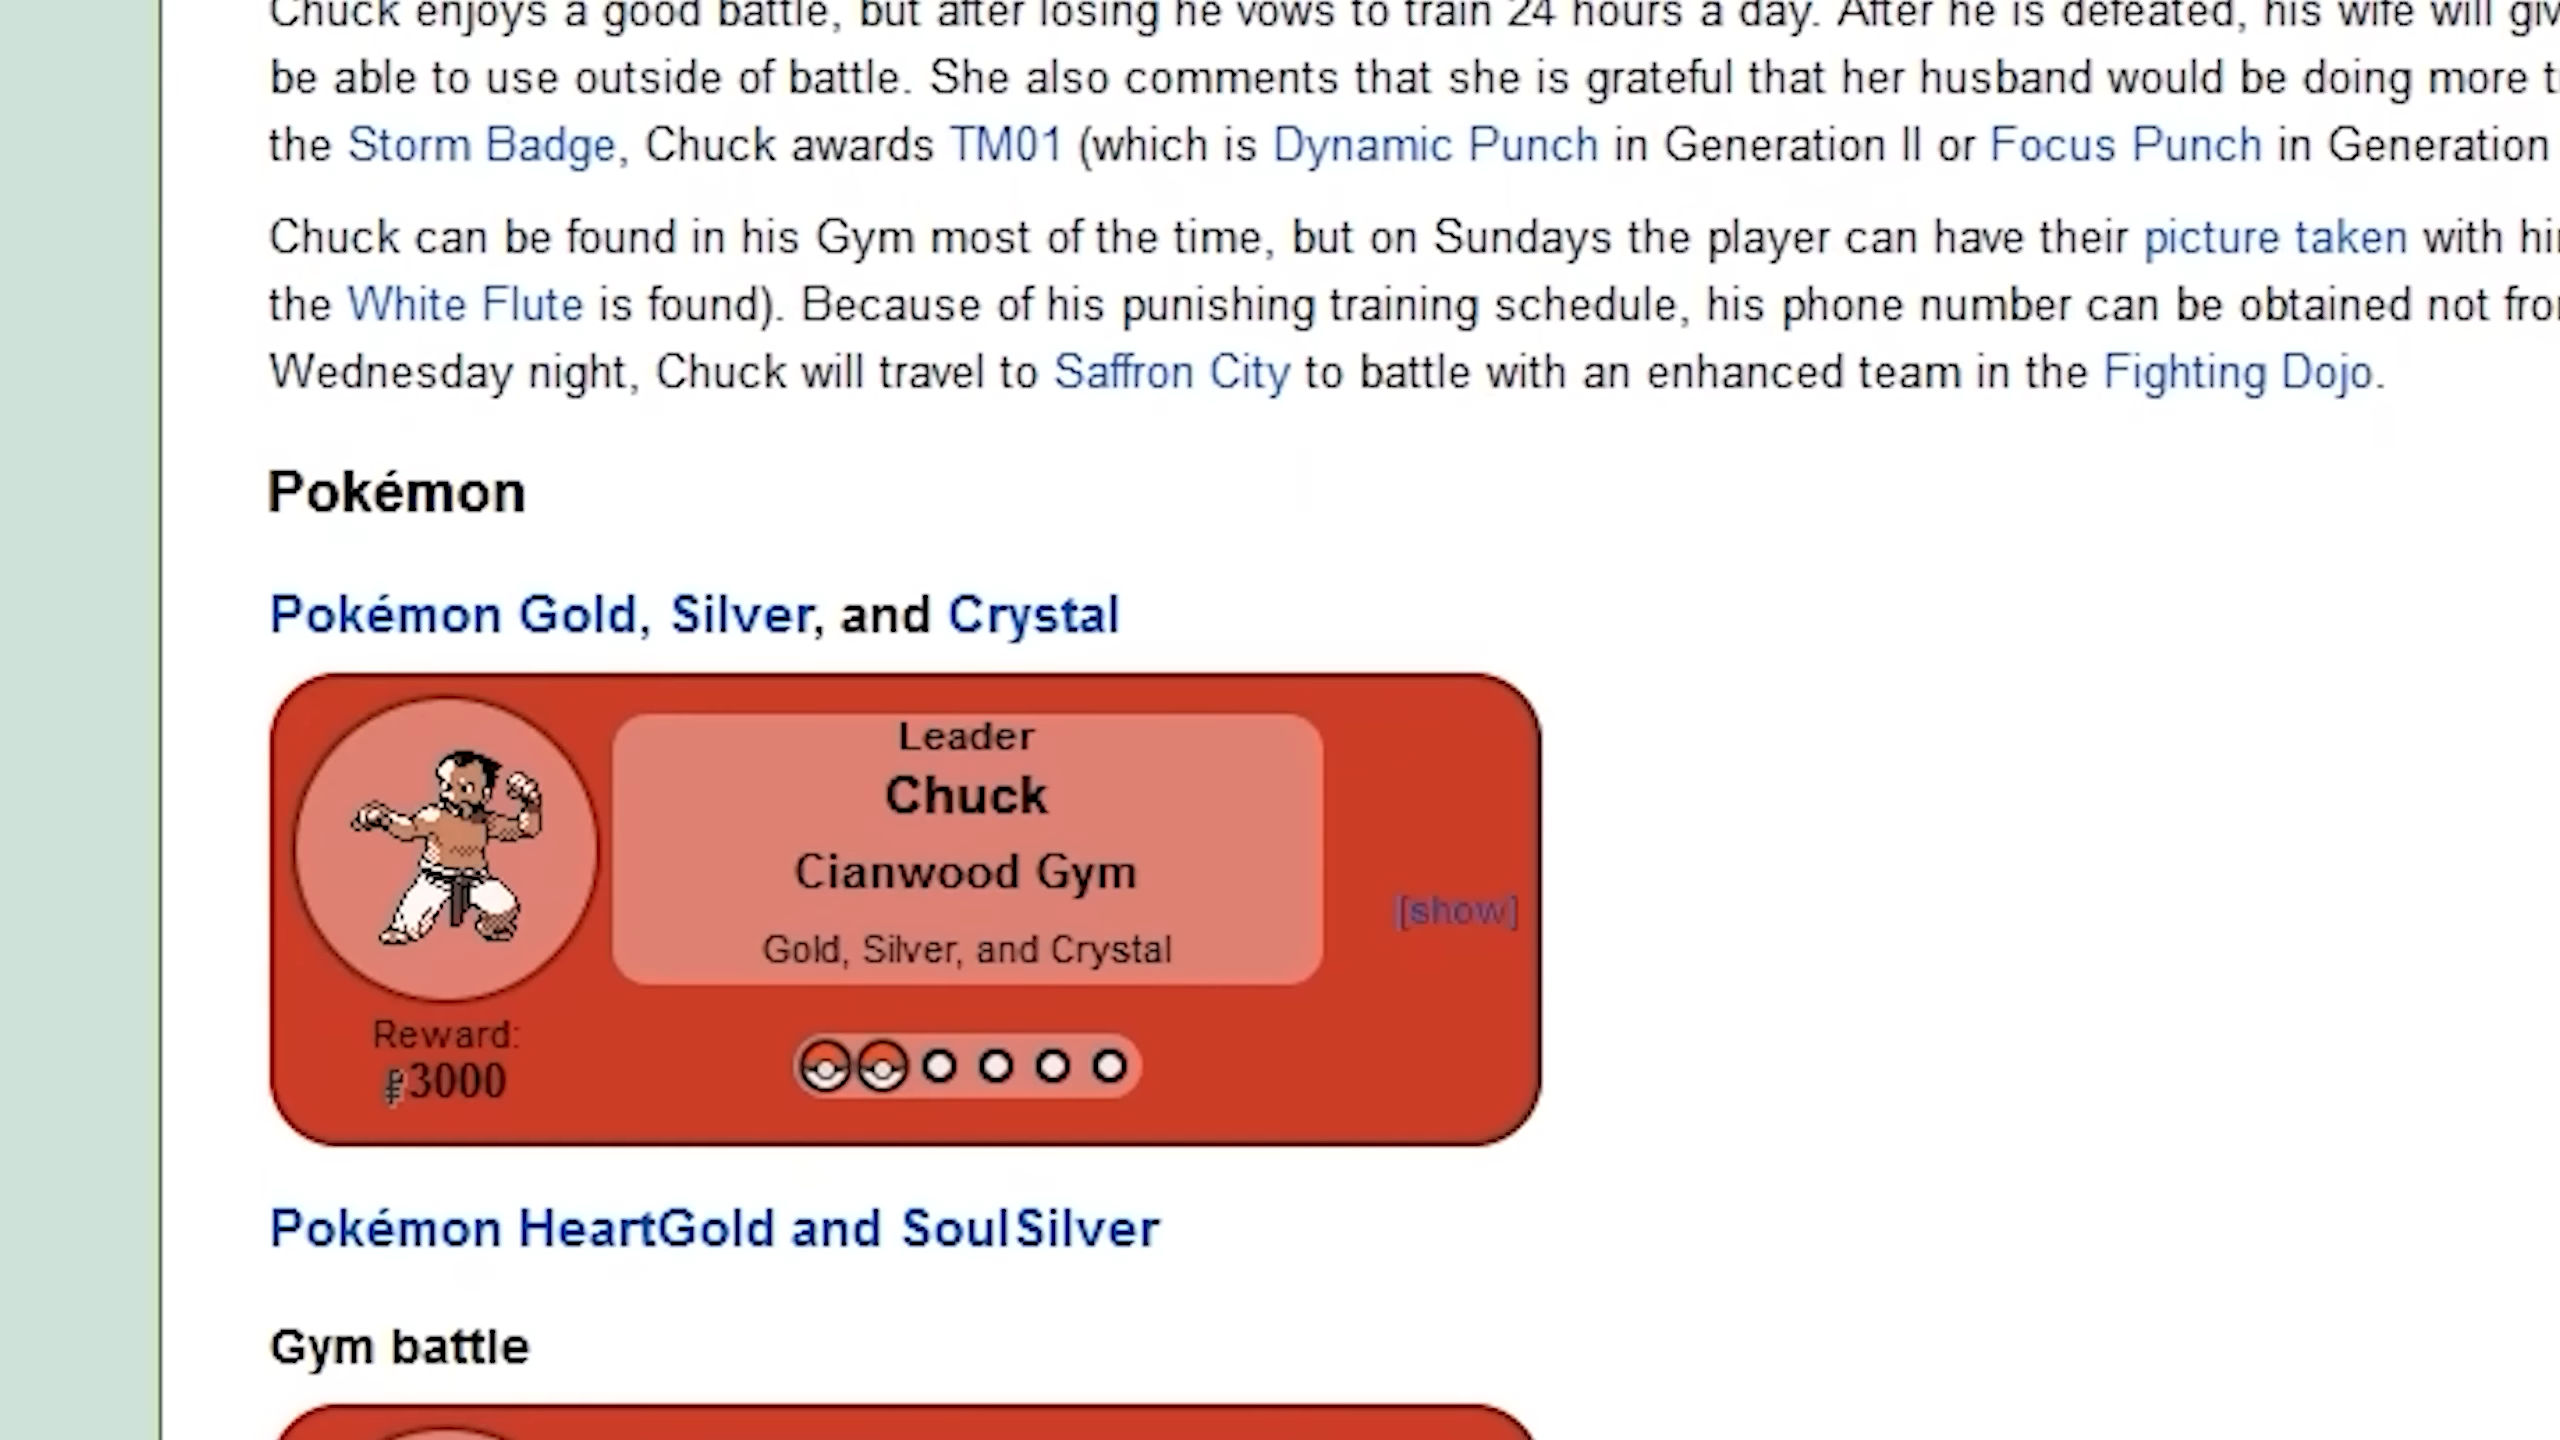 Chuck enjoys a good battle, but after losing he vows to train 24 hours a day. After he is defeated, his wife will
be able to use outside of battle. She also comments that she is grateful that her husband would be doing more
the Storm Badge, Chuck awards TM01 (which is Dynamic Punch in Generation II or Focus Punch in Generation
Chuck can be found in his Gym most of the time, but on Sundays the player can have their picture taken with
the White Flute is found). Because of his punishing training schedule, his phone number can be obtained not
Wednesday night, Chuck will travel to Saffron City to battle with an enhanced team in the Fighting Dojo.
Pokémon
Pokémon Gold, Silver, and Crystal
Leader
Chuck
Cianwood Gym
Gold, Silver, and Crystal
[show]
Reward:
₽3000
Pokémon HeartGold and SoulSilver
Gym battle